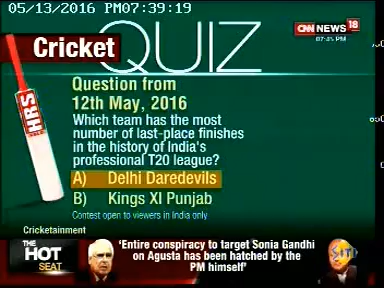 05/13/2016 PM07:39:19
Cricket QUIZ
CNN NEWS 18
07:45 PM
HRS
Question from
12th May, 2016
Which team has the most
number of last-place finishes
in the history of India's
professional T20 league?
A) Delhi Daredevils
B) Kings XI Punjab
Contest open to viewers in India only
Cricketainment
THE
HOT
SEAT
'Entire conspiracy to target Sonia Gandhi
on Agusta has been hatched by the
PM himself'